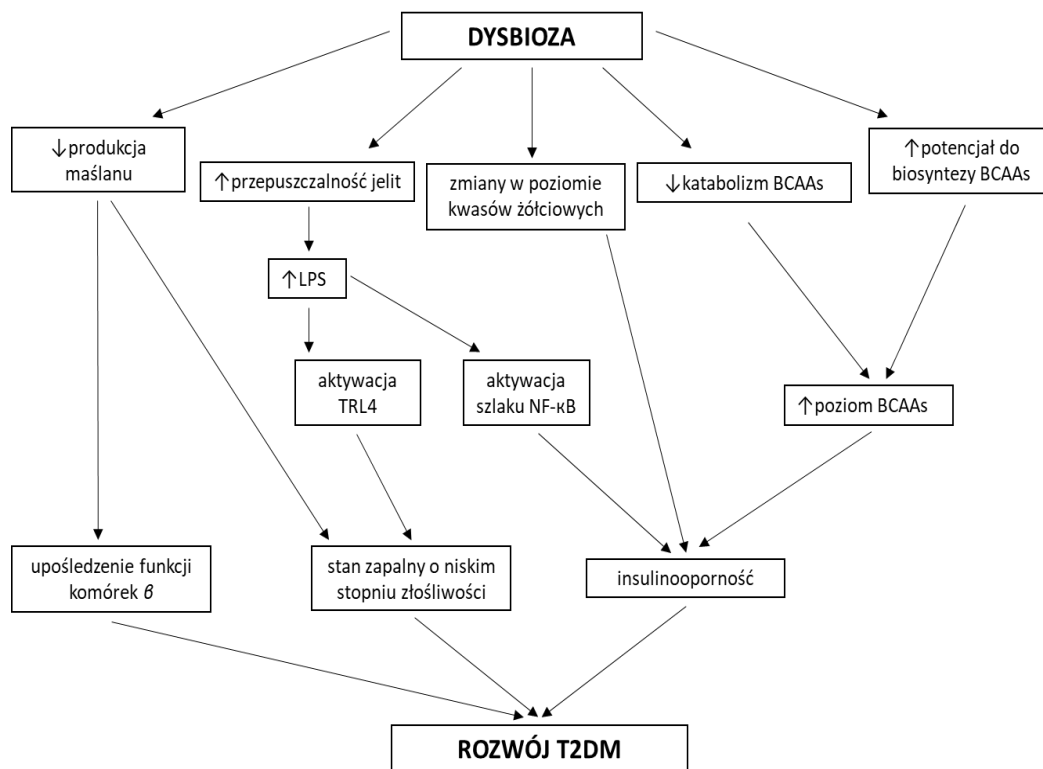 DYSBIOZA
↓produkcja
maślanu
↑przepuszczalność jelit
zmiany w poziomie
kwasów żółciowych
↓katabolizm BCAAs
↑potencjał do
biosyntezy BCAAs
↑LPS
aktywacja
TRL4
aktywacja
szlaku NF-κB
↑poziom BCAAs
upośledzenie funkcji
komórek β
stan zapalny o niskim
stopniu złośliwości
insulinooporność
ROZWÓJ T2DM